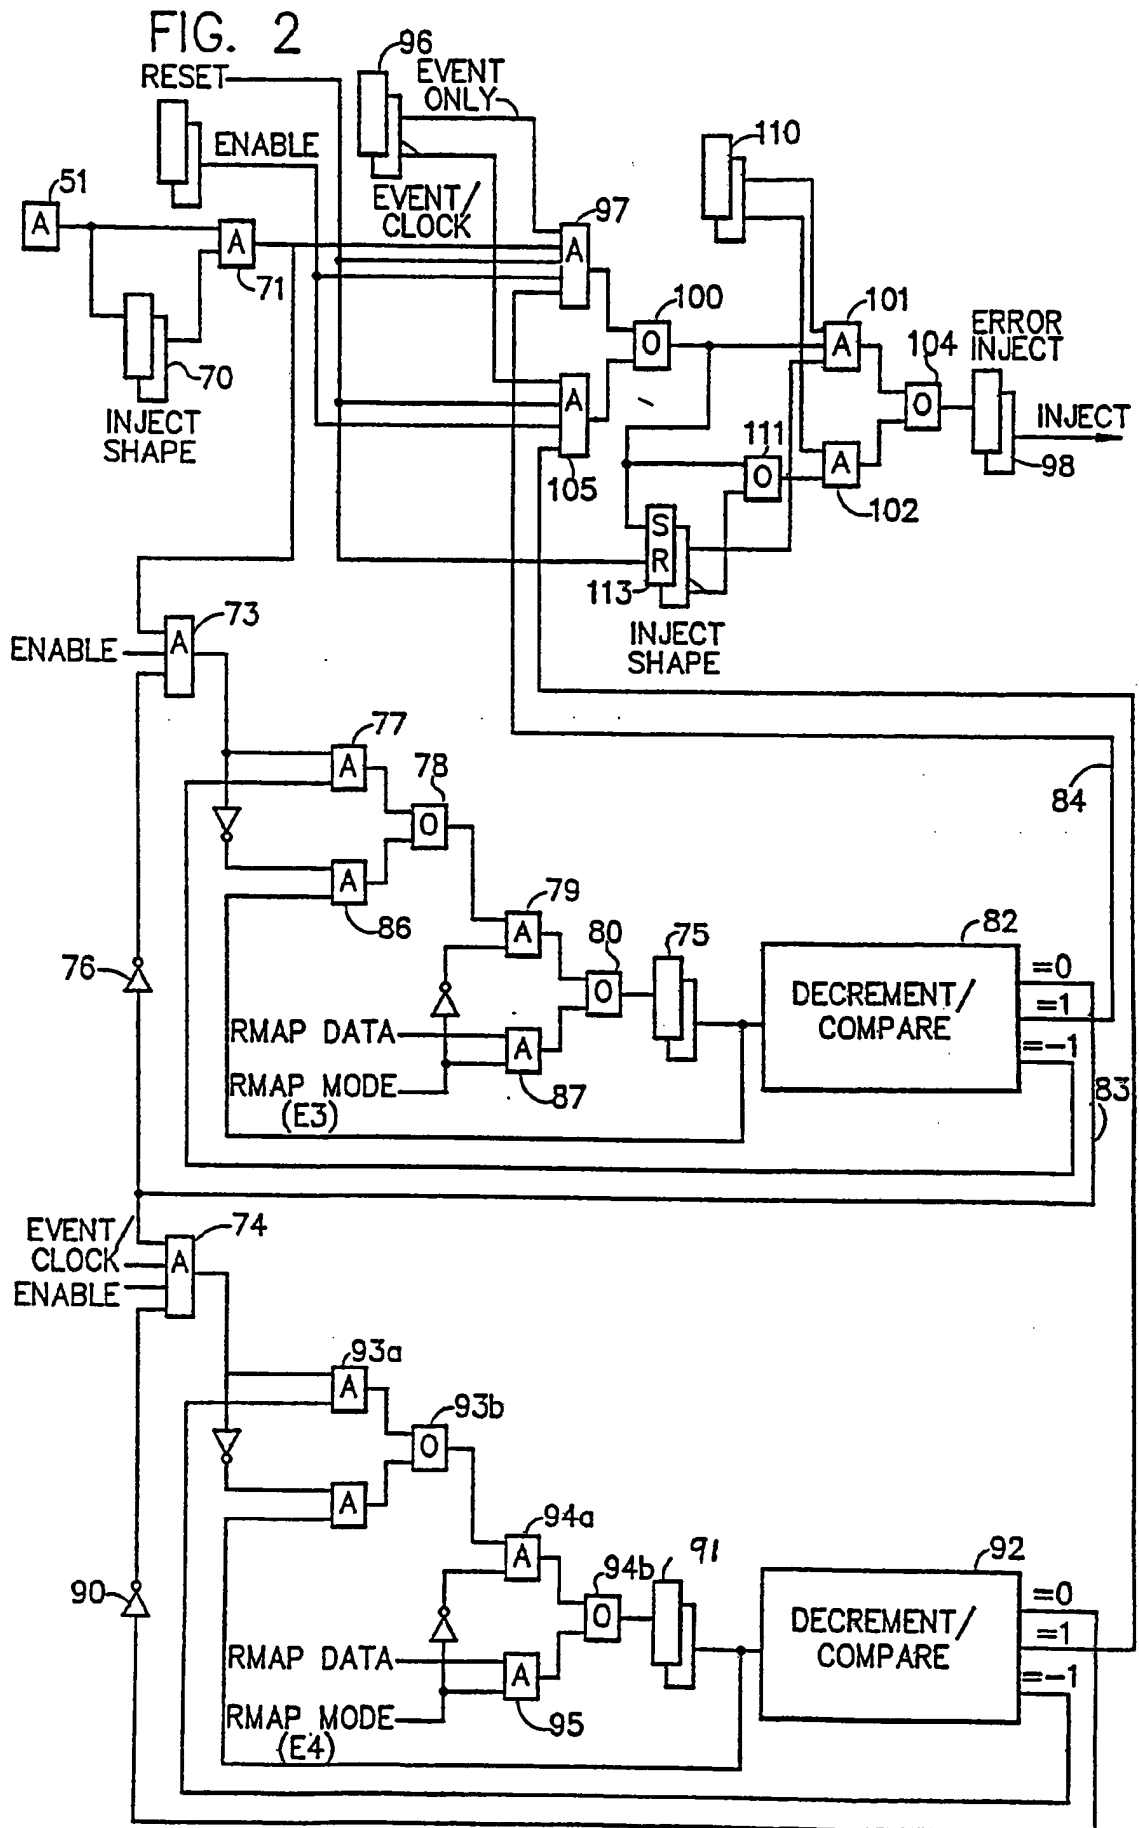 FIG. 2
RESET
96
EVENT
ONLY
ENABLE
110
51
A
EVENT/
CLOCK
97
A
A
71
100
O
101
A
ERROR
INJECT
104
O
INJECT
70
INJECT
SHAPE
A
105
111
O
A
102
98
S
R
113
INJECT
SHAPE
73
A
ENABLE
77
A
78
O
84
A
86
79
A
80
O
75
82
DECREMENT/
COMPARE
=0
=1
=-1
76
RMAP DATA
RMAP MODE
(E3)
A
87
83
EVENT/
CLOCK
ENABLE
74
A
93a
A
93b
O
A
94a
A
94b
O
91
92
DECREMENT/
COMPARE
=0
=1
=-1
90
RMAP DATA
RMAP MODE
(E4)
A
95